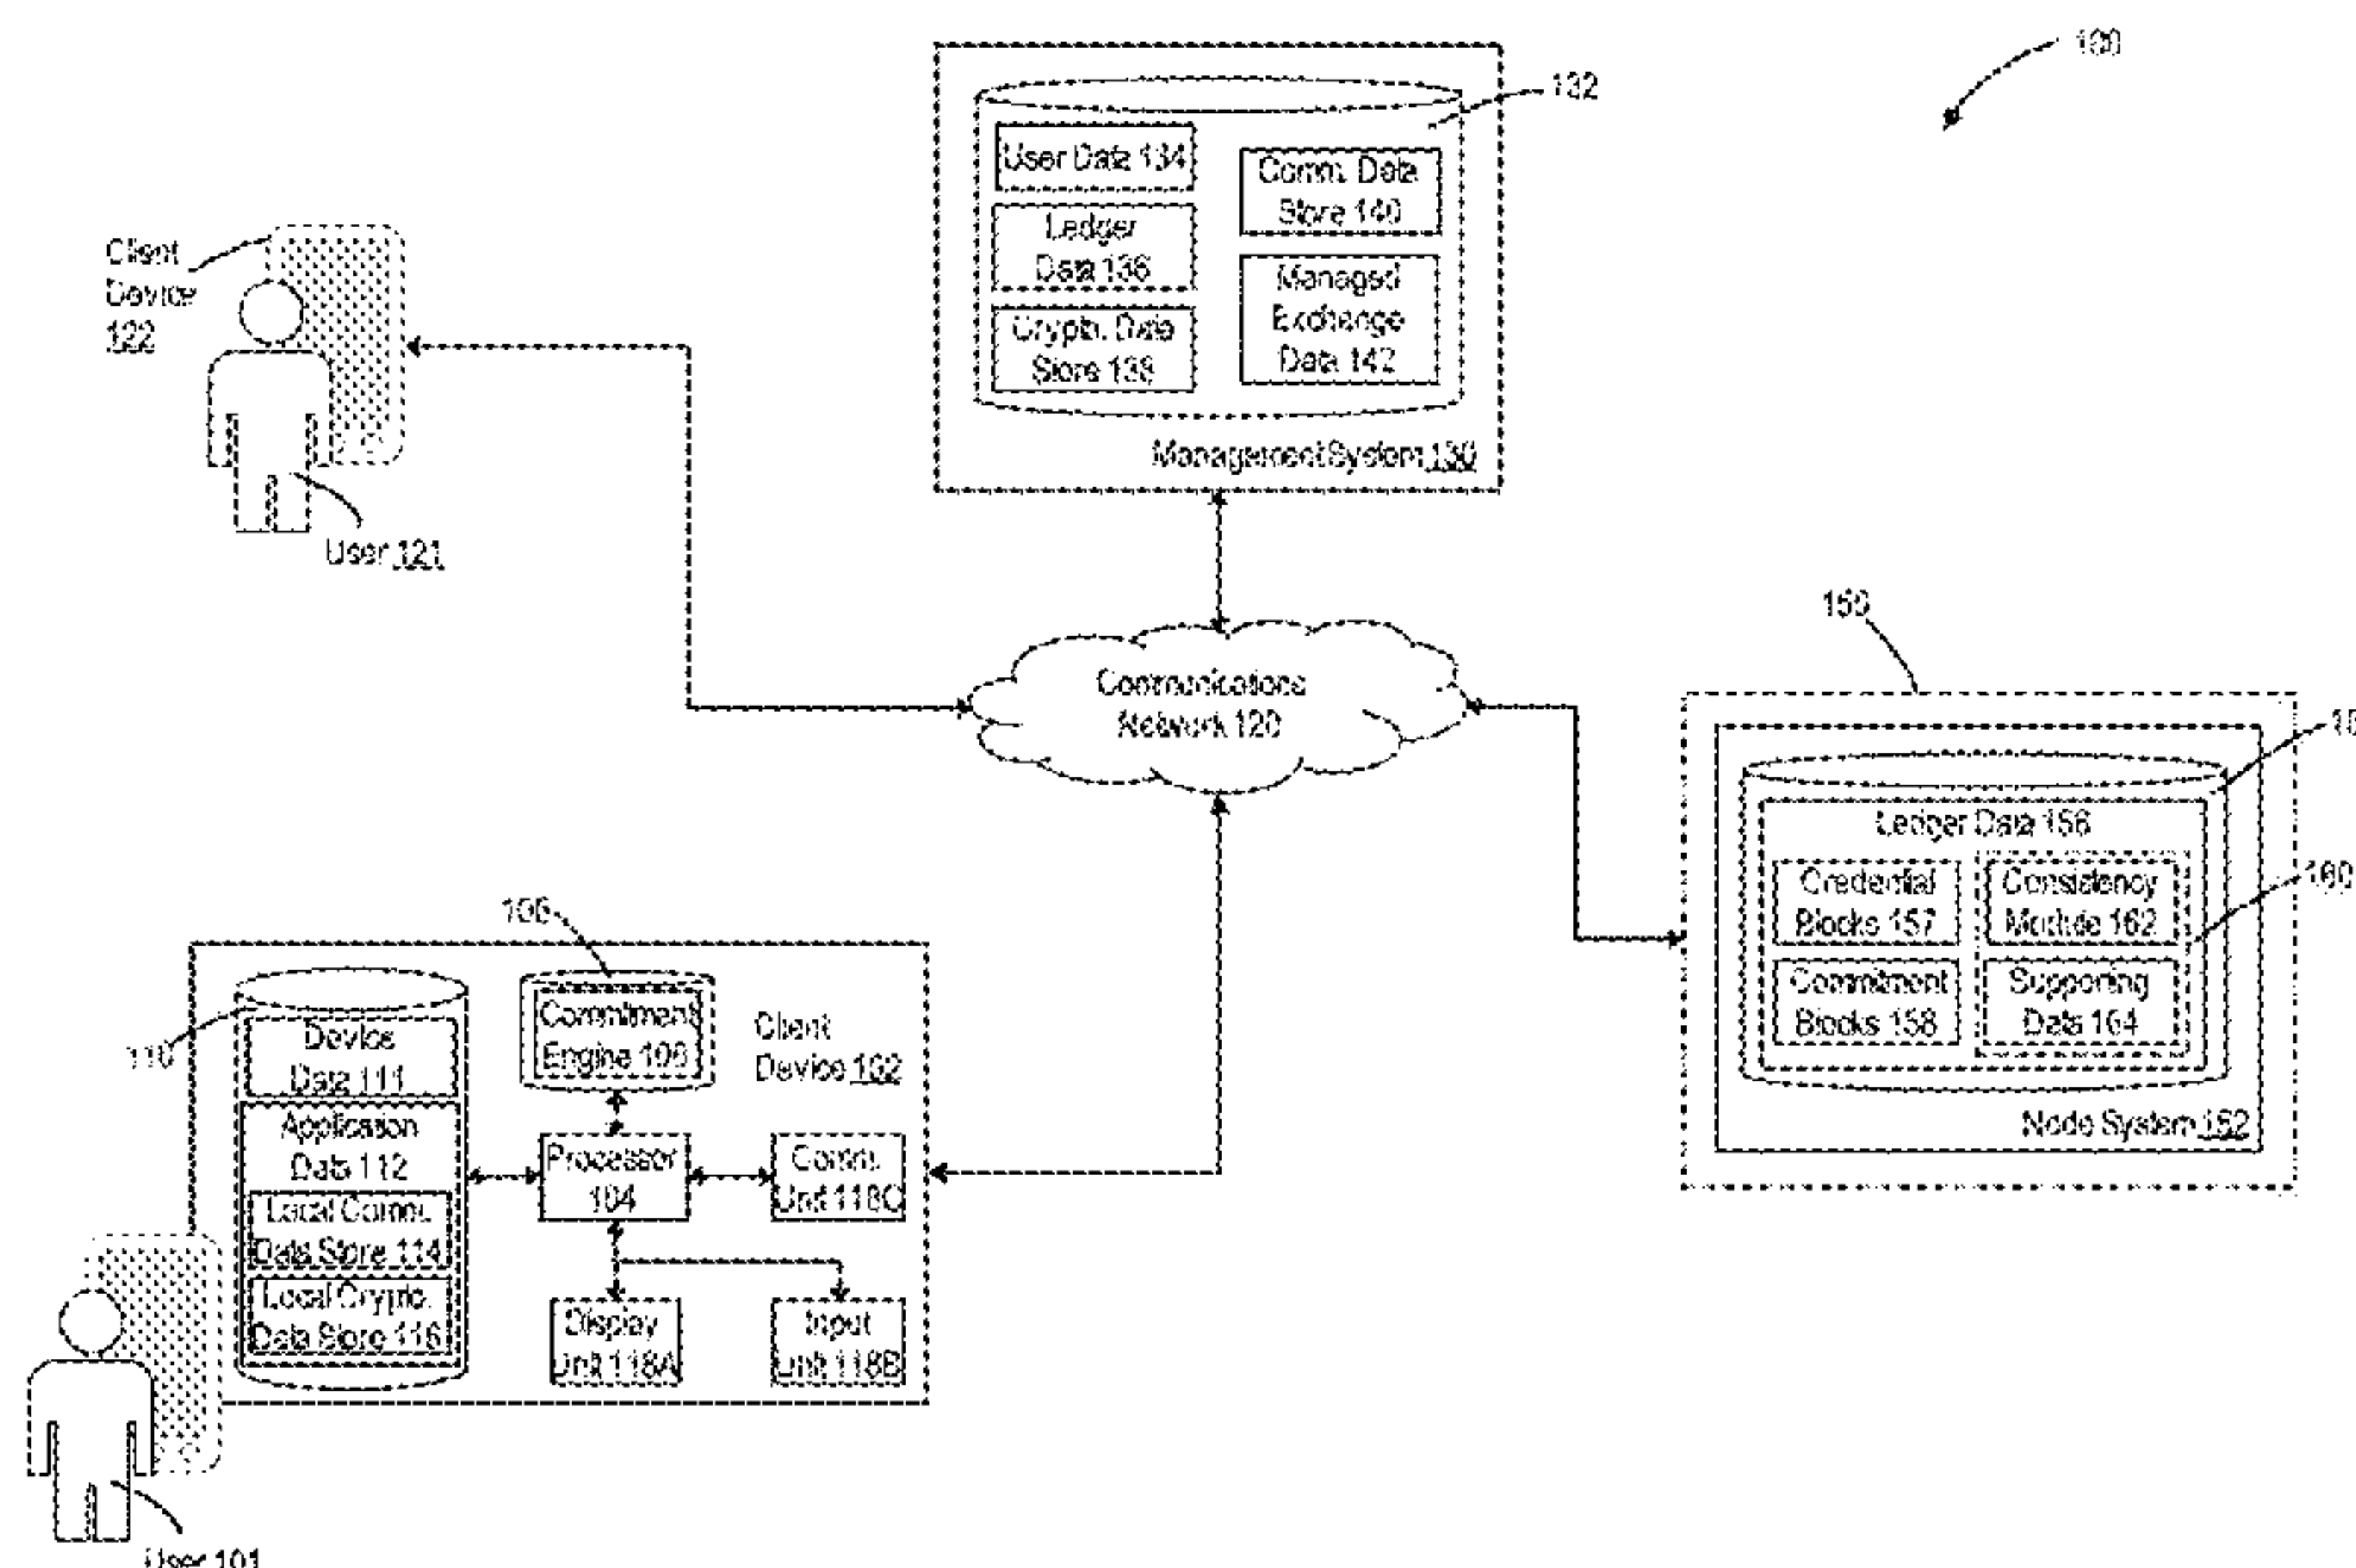 100
132
User Data 134
Comm. Data
Store 140
Ledger
Data 136
Managed
Exchange
Data 142
Crypto. Data
Store 138
Management System 130
Client
Device
122
User 121
Communications
Network 120
150
Ledger Data 156
Credential
Blocks 157
Consistency
Module 162
160
Commitment
Blocks 158
Supporting
Data 164
Node System 152
Commitment
Engine
Client
Device 102
110
Device
Data 111
Application
Data 112
Local Comm.
Data Store 114
Local Crypto.
Data Store 116
Processor
104
Comm.
Unit 118C
Display
Unit 118A
Input
Unit 118B
User 101